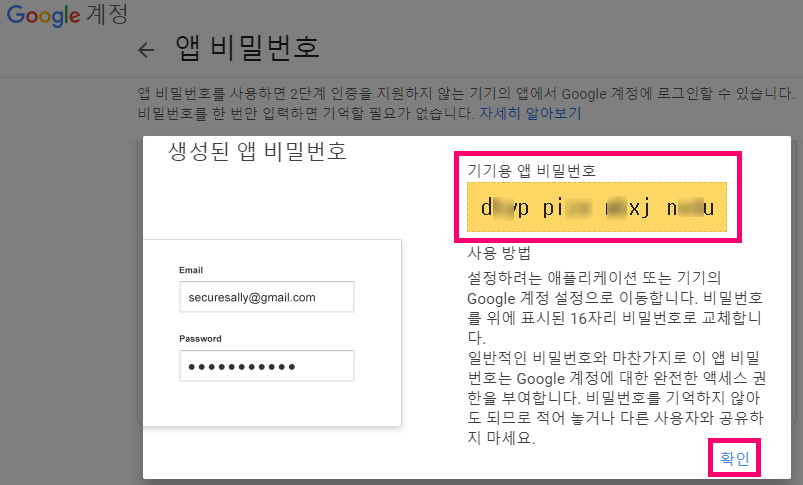 Google 계정
앱 비밀번호
앱 비밀번호를 사용하면 2단계 인증을 지원하지 않는 기기의 앱에서 Google 계정에 로그인할 수 있습니다.
비밀번호를 한 번만 입력하면 기억할 필요가 없습니다. 자세히 알아보기
생성된 앱 비밀번호
Email
securesally@gmail.com
Password
기기용 앱 비밀번호
사용 방법
설정하려는 애플리케이션 또는 기기의
Google 계정 설정으로 이동합니다. 비밀번호
를 위에 표시된 16자리 비밀번호로 교체합니
다.
일반적인 비밀번호와 마찬가지로 이 앱 비밀
번호는 Google 계정에 대한 완전한 액세스 권
한을 부여합니다. 비밀번호를 기억하지 않아
도 되므로 적어 놓거나 다른 사용자와 공유하
지 마세요.
확인